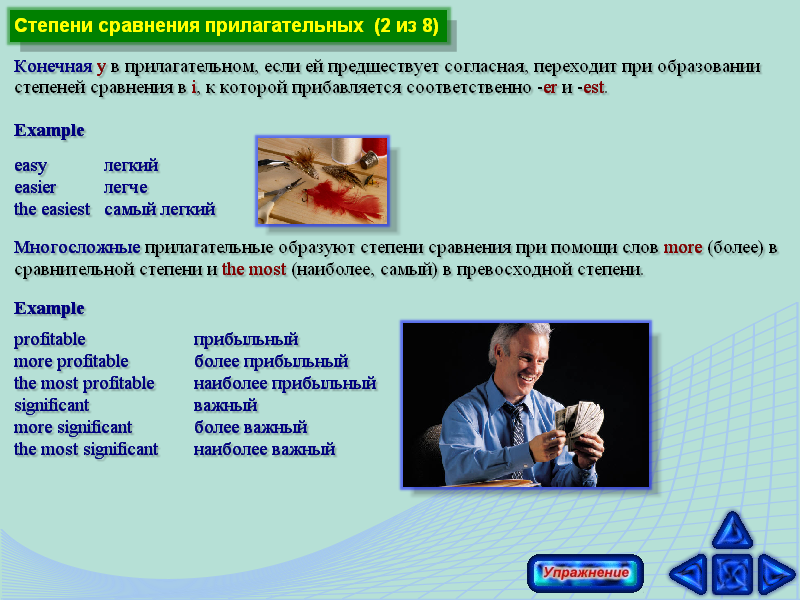 Степени сравнения прилагательных (2 из 8)
Конечная y в прилагательном, если ей предшествует согласная, переходит при образовании
степеней сравнения в i, к которой прибавляется соответственно -er и -est.
Example
easy легкий
easier легче
the easiest самый легкий
Многосложные прилагательные образуют степени сравнения при помощи слов more (более) в
сравнительной степени и the most (наиболее, самый) в превосходной степени.
Example
profitable прибыльный
more profitable более прибыльный
the most profitable наиболее прибыльный
significant важный
more significant более важный
the most significant наиболее важный
Упражнение